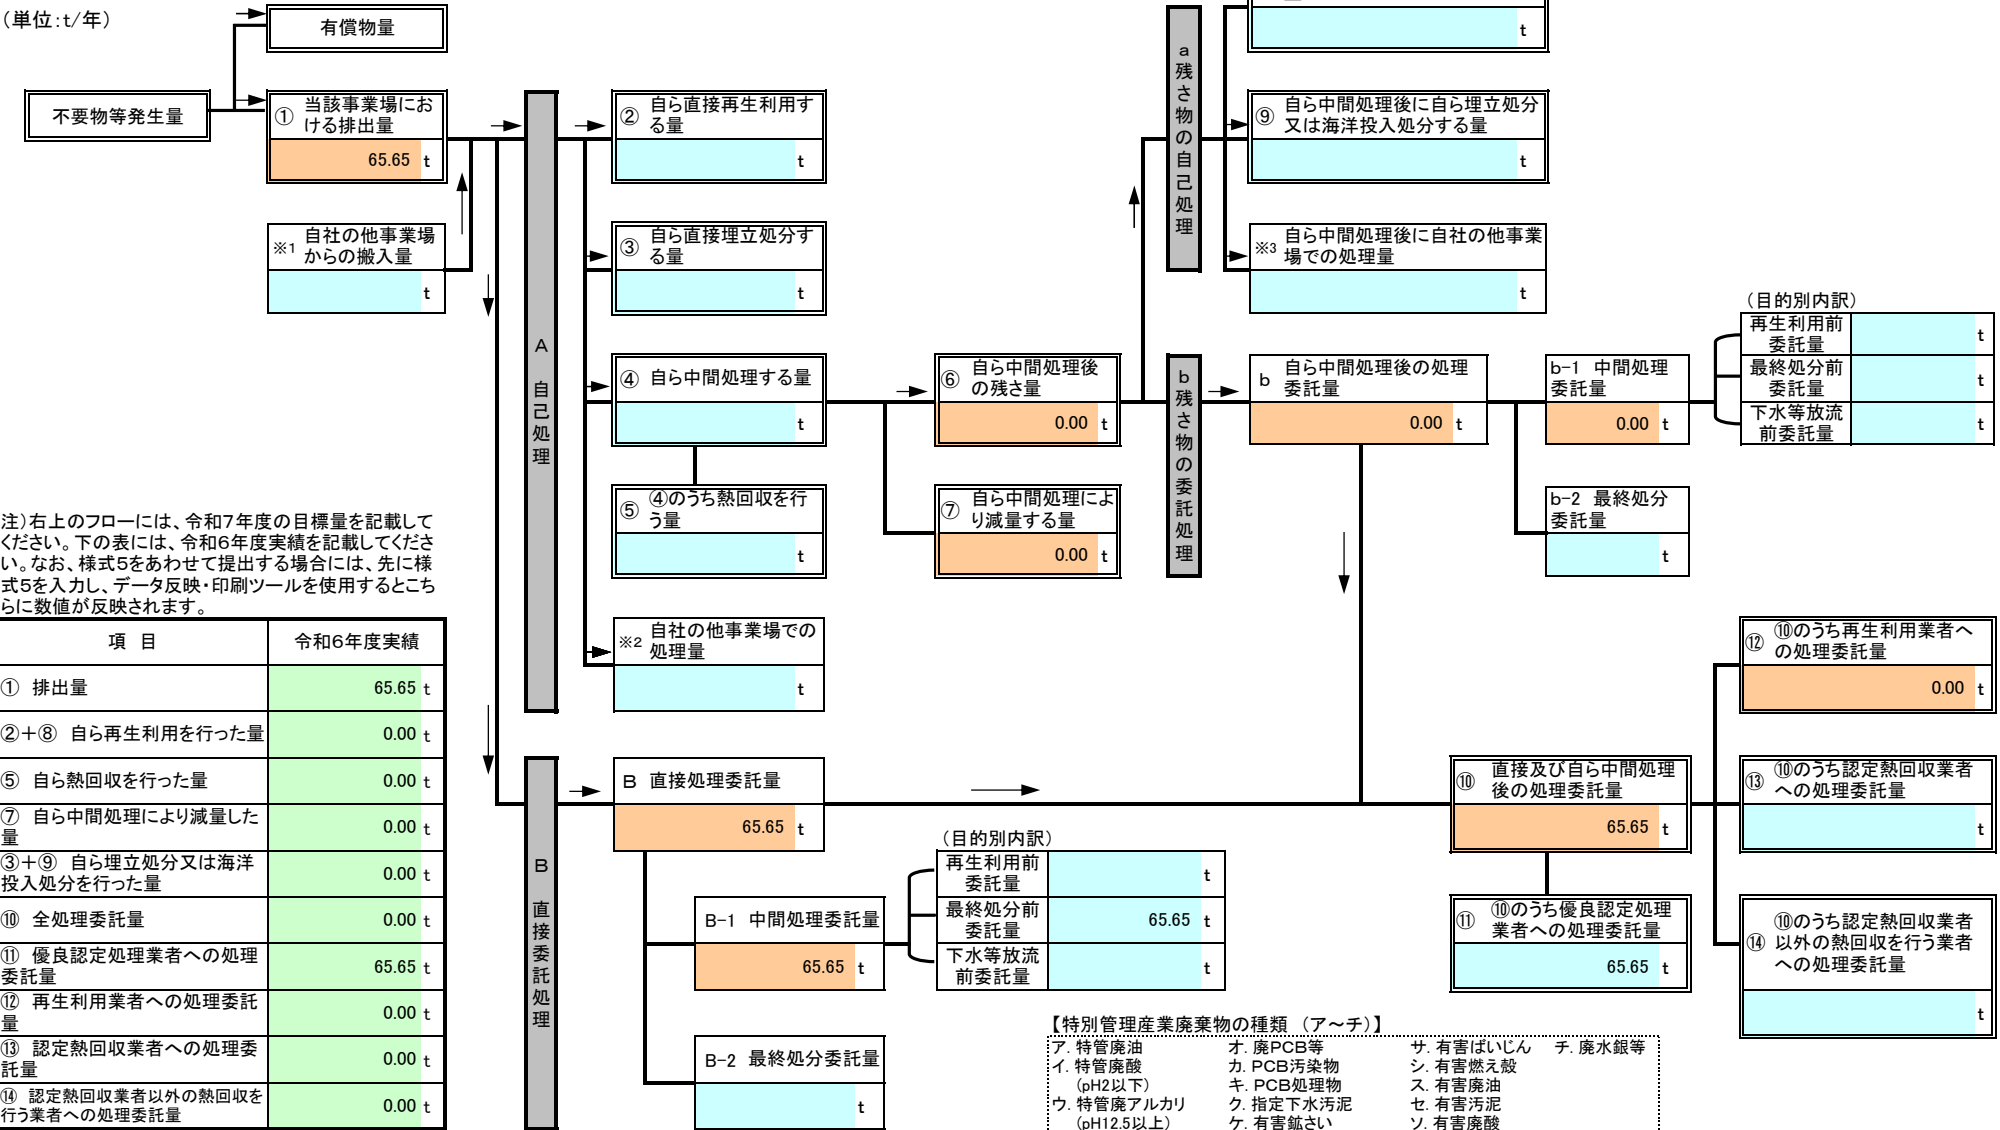 （単位：t/年）
有償物量
不要物等発生量
① 当該事業場にお
ける排出量
65.65 t
※1 自社の他事業場
からの搬入量
t
A 自己処理
② 自ら直接再生利用す
る量
t
③ 自ら直接埋立処分す
る量
t
④ 自ら中間処理する量
t
⑤ ④のうち熱回収を行
う量
t
※2 自社の他事業場での
処理量
t
⑥ 自ら中間処理後
の残さ量
0.00 t
⑦ 自ら中間処理によ
り減量する量
0.00 t
a残さ物の自己処理
t
⑨ 自ら中間処理後に自ら埋立処分
又は海洋投入処分する量
t
※3 自ら中間処理後に自社の他事業
場での処理量
t
b残さ物の委託処理
b 自ら中間処理後の処理
委託量
0.00 t
b-1 中間処理
委託量
0.00 t
b-2 最終処分
委託量
t
（目的別内訳）
再生利用前
委託量 t
最終処分前
委託量 t
下水等放流
前委託量 t
注）右上のフローには、令和７年度の目標量を記載して
ください。下の表には、令和６年度実績を記載してくださ
い。なお、様式５をあわせて提出する場合には、先に様
式５を入力し、データ反映・印刷ツールを使用するとこち
らに数値が反映されます。
項 目 令和６年度実績
① 排出量 65.65 t
②＋⑧ 自ら再生利用を行った量 0.00 t
⑤ 自ら熱回収を行った量 0.00 t
⑦ 自ら中間処理により減量した
量 0.00 t
③＋⑨ 自ら埋立処分又は海洋
投入処分を行った量 0.00 t
⑩ 全処理委託量 0.00 t
⑪ 優良認定処理業者への処理
委託量 65.65 t
⑫ 再生利用業者への処理委託
量 0.00 t
⑬ 認定熱回収業者への処理委
託量 0.00 t
⑭ 認定熱回収業者以外の熱回収を
行う業者への処理委託量 0.00 t
B 直接委託処理
B 直接処理委託量
65.65 t
B-1 中間処理委託量
65.65 t
B-2 最終処分委託量
t
（目的別内訳）
再生利用前
委託量 t
最終処分前
委託量 65.65 t
下水等放流
前委託量 t
⑩ 直接及び自ら中間処理
後の処理委託量
65.65 t
⑪ ⑩のうち優良認定処理
業者への処理委託量
65.65 t
⑫ ⑩のうち再生利用業者へ
の処理委託量
0.00 t
⑬ ⑩のうち認定熱回収業者
への処理委託量
t
⑭ ⑩のうち認定熱回収業者
以外の熱回収を行う業者
への処理委託量
t
【特別管理産業廃棄物の種類 （ア～チ）】
ア. 特管廃油 オ. 廃PCB等 サ. 有害ばいじん チ. 廃水銀等
イ. 特管廃酸 カ. PCB汚染物 シ. 有害燃え殻
（pH2以下） キ. PCB処理物 ス. 有害廃油
ウ. 特管廃アルカリ ク. 指定下水汚泥 セ. 有害汚泥
（pH12.5以上） ケ. 有害鉱さい ソ. 有害廃酸